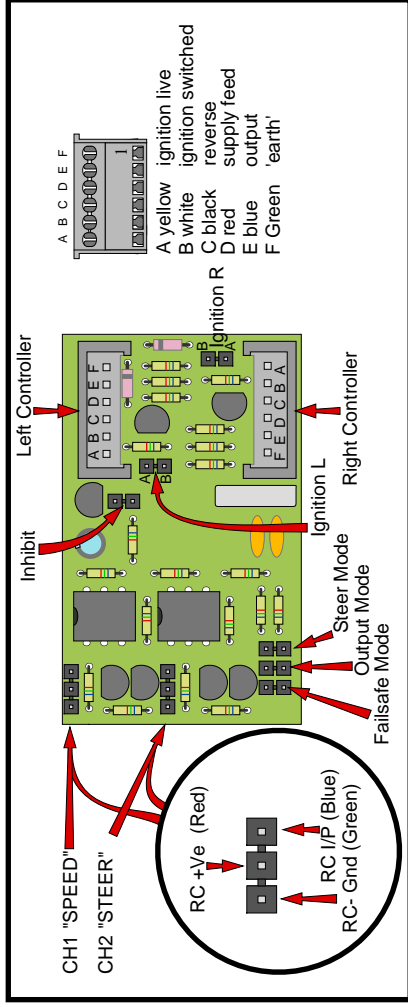 CH1 "SPEED"
CH2 "STEER"
RC +Ve (Red)
RC I/P (Blue)
RC- Gnd (Green)
Inhibit
Left Controller
A B C D E F
A
B
B
A
Ignition R
F E D C B A
Right Controller
Ignition L
Steer Mode
Output Mode
Failsafe Mode
A B C D E F
1
A yellow ignition live
B white ignition switched
C black reverse
D red supply feed
E blue output
F Green 'earth'